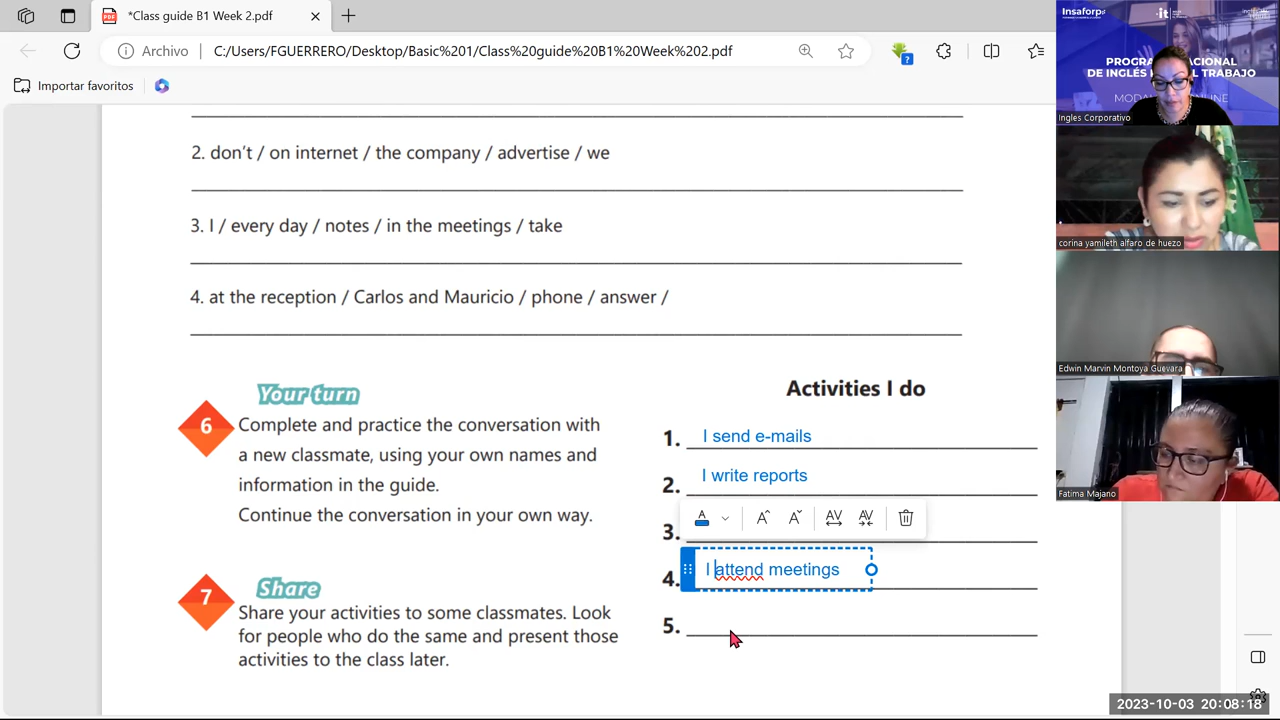 *Class guide B1 Week 2.pdf
Archivo
C:/Users/FGUERRERO/Desktop/Basic%201/Class%20guide%20B1%20Week%202.pdf
Importar favoritos
2. don't / on internet / the company / advertise / we
3. I / every day / notes / in the meetings / take
4. at the reception / Carlos and Mauricio / phone / answer /
Your turn
6
Complete and practice the conversation with
a new classmate, using your own names and
information in the guide.
Continue the conversation in your own way.
7
Share
Share your activities to some classmates. Look
for people who do the same and present those
activities to the class later.
Activities I do
1. I send e-mails
2. I write reports
3.
4. I attend meetings
5.
Insaforp
DE INGLÉS
TRABAJO
Ingles Corporativo
corina yamileth alfaro de huezo
Edwin Marvin Montoya Guevara
Fatima Majano
2023-10-03 20:08:18